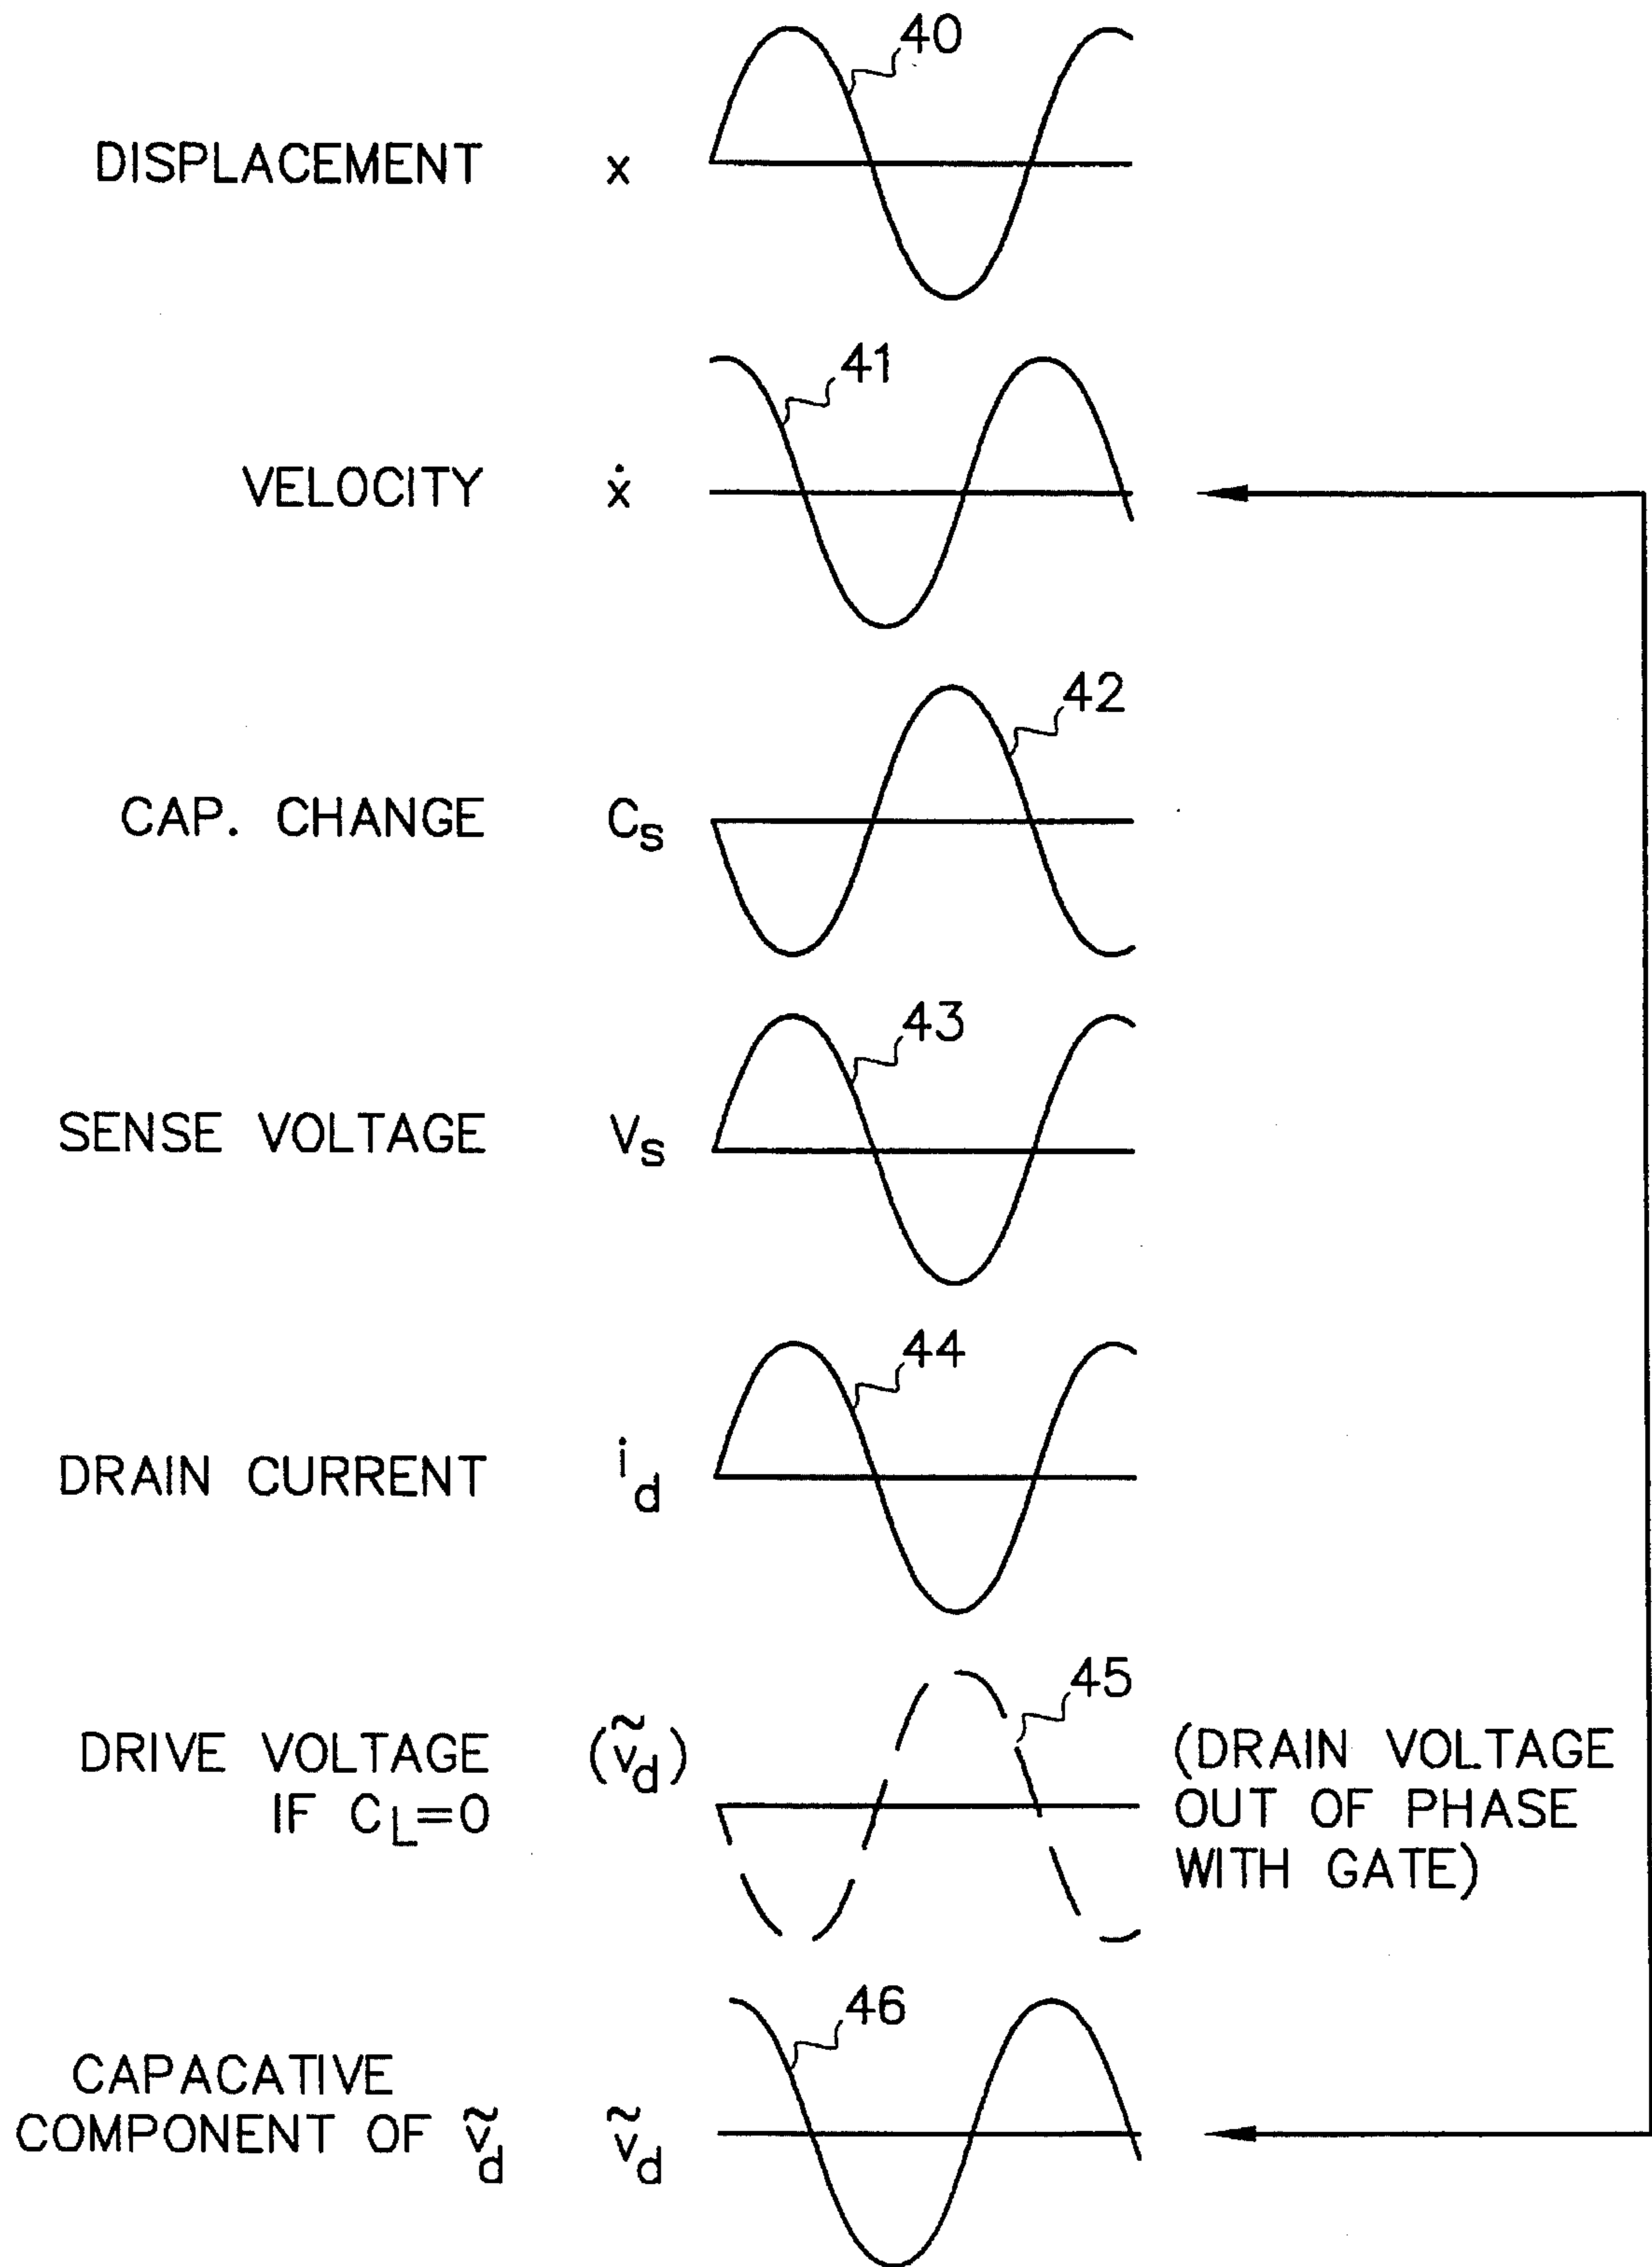 40
DISPLACEMENT x
41
VELOCITY ẋ
42
CAP. CHANGE Cs
43
SENSE VOLTAGE Vs
44
DRAIN CURRENT id
45
DRIVE VOLTAGE (ṽd)
IF CL=0
(DRAIN VOLTAGE
OUT OF PHASE
WITH GATE)
46
CAPACATIVE
COMPONENT OF ṽd ṽd